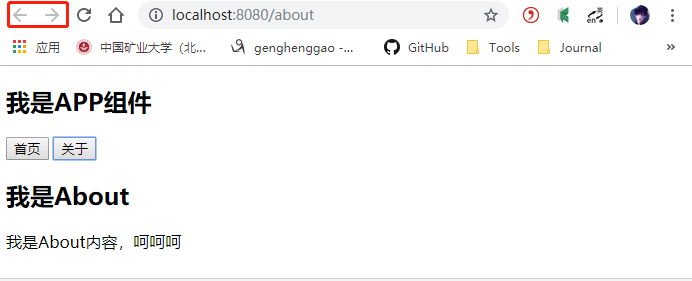 localhost:8080/about
en
应用 中国矿业大学（北... genghenggao -... GitHub Tools Journal »
我是APP组件
首页 关于
我是About
我是About内容，呵呵呵